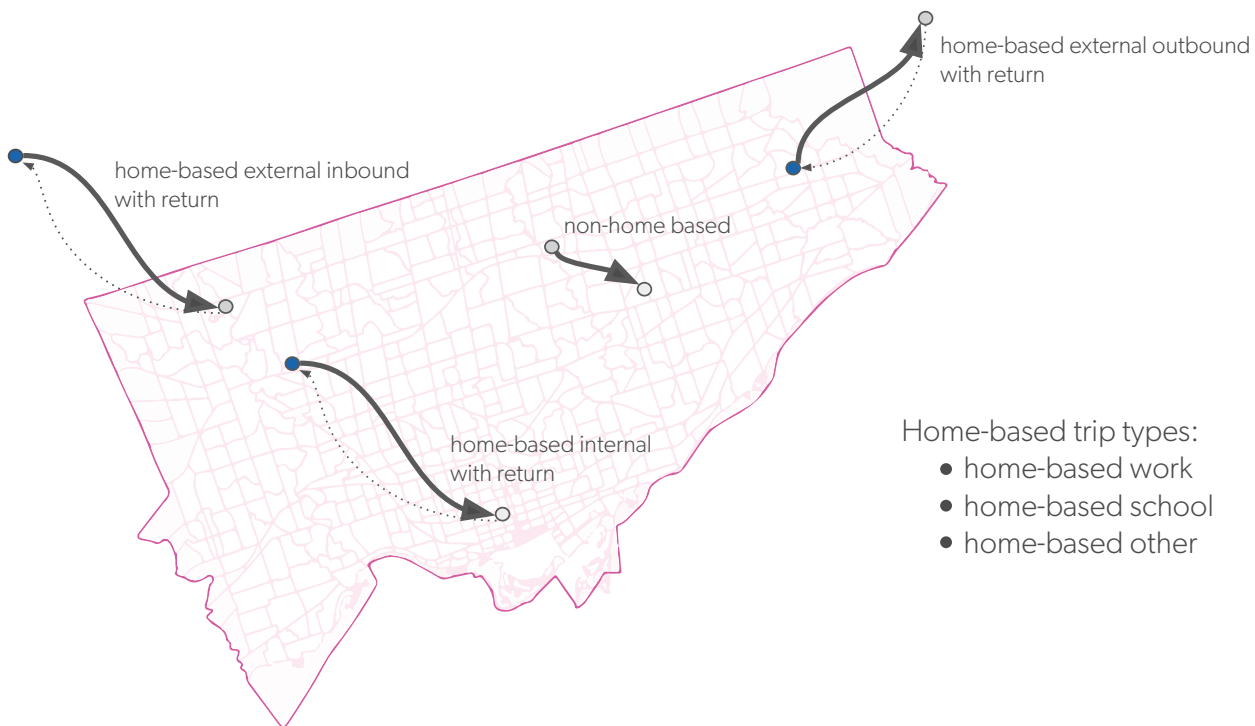 home-based external outbound
with return
home-based external inbound
with return
non-home based
home-based internal
with return
Home-based trip types:
• home-based work
• home-based school
• home-based other